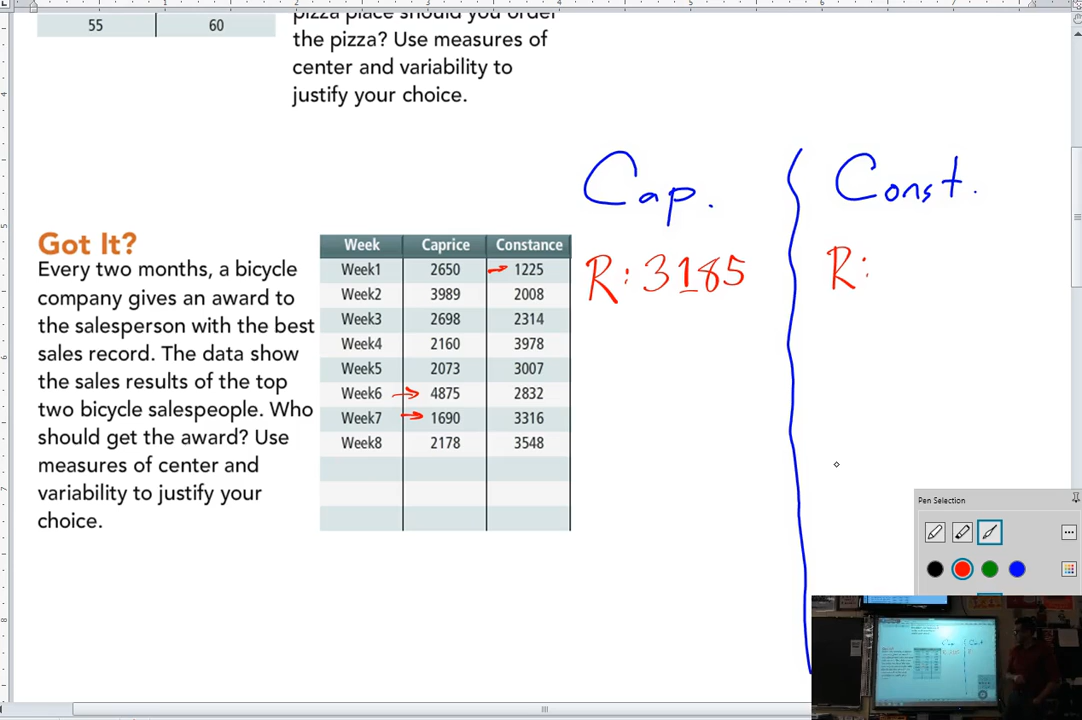 55 60
pizza place should you order
the pizza? Use measures of
center and variability to
justify your choice.
Cap. Const.
R: 3185 R:
Got It?
Every two months, a bicycle
company gives an award to
the salesperson with the best
sales record. The data show
the sales results of the top
two bicycle salespeople. Who
should get the award? Use
measures of center and
variability to justify your
choice.
Week Caprice Constance
Week1 2650 1225
Week2 3989 2008
Week3 2698 2314
Week4 2160 3978
Week5 2073 3007
Week6 4875 2832
Week7 1690 3316
Week8 2178 3548
Pen Selection